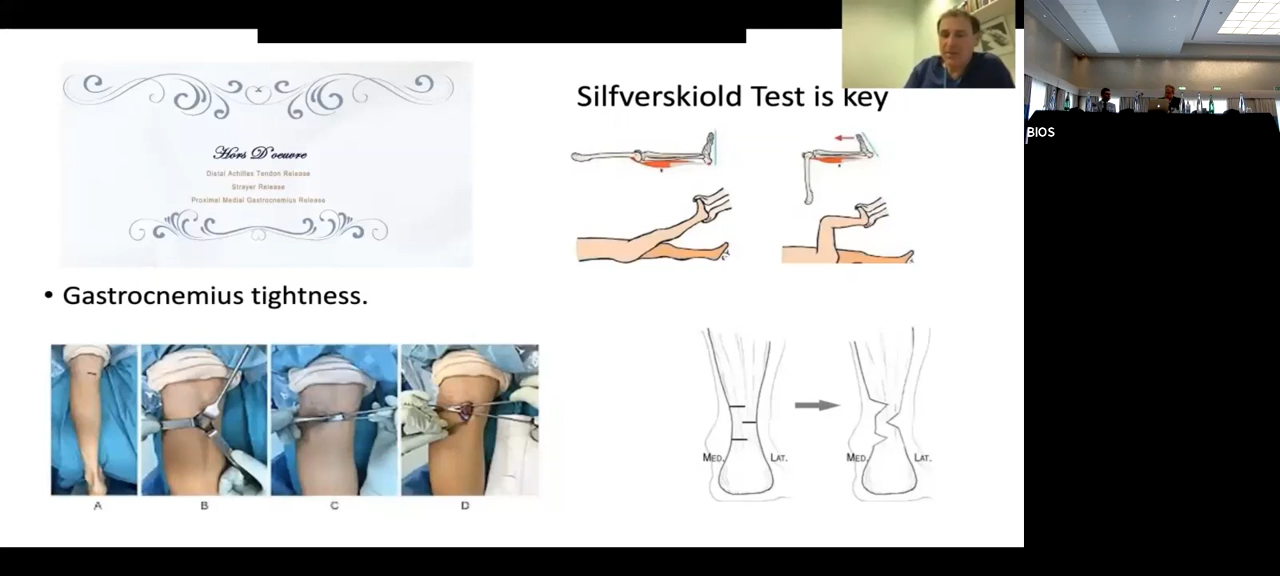 Hors D'oeuvre
Distal Achilles Tendon Release
Strayer Release
Proximal Medial Gastrocnemius Release
Silfverskiold Test is key
BIOS
• Gastrocnemius tightness.
A B C D
MED. LAT. MED. LAT.